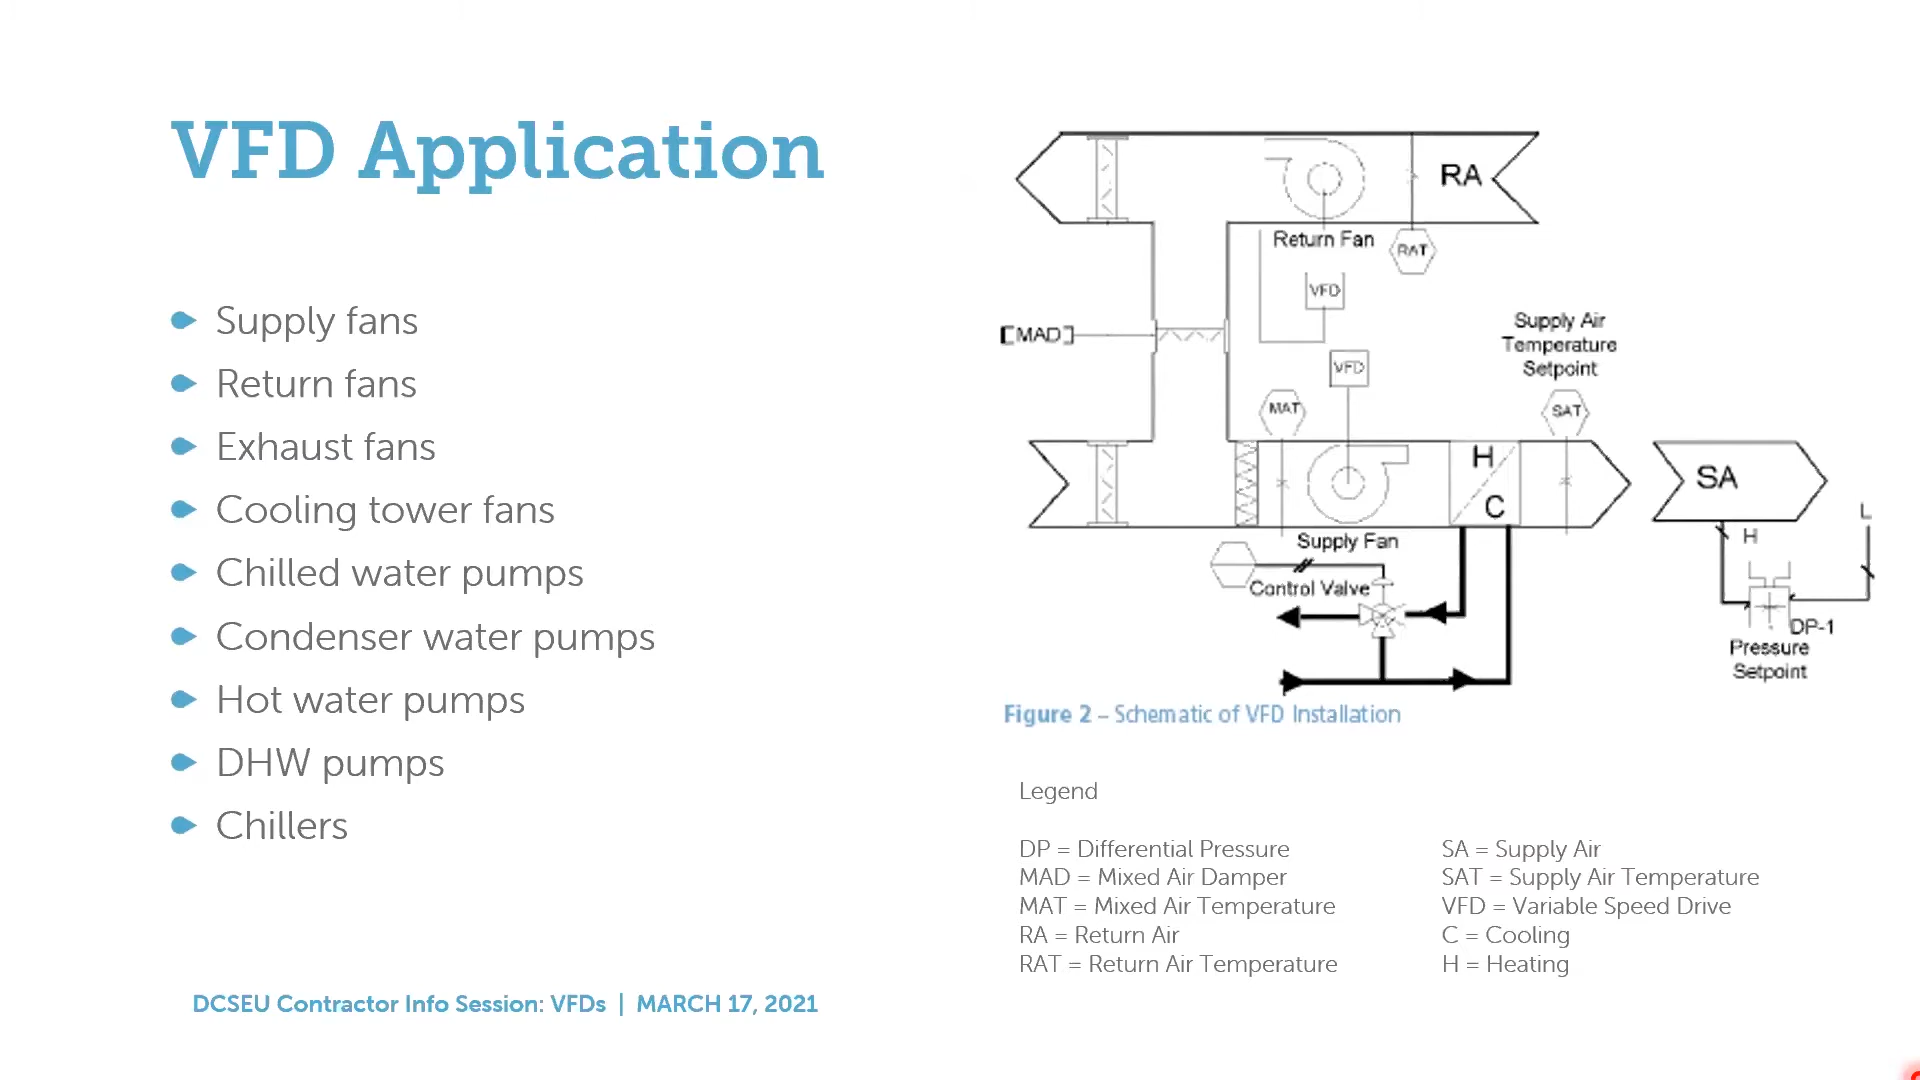 VFD Application
Supply fans
Return fans
Exhaust fans
Cooling tower fans
Chilled water pumps
Condenser water pumps
Hot water pumps
DHW pumps
Chillers
DCSEU Contractor Info Session: VFDs | MARCH 17, 2021
RA
Return Fan
RAT
VFD
[MAD]
VFD
Supply Air
Temperature
Setpoint
MAT
SAT
H
C
SA
Supply Fan
Control Valve
H
L
DP-1
Pressure
Setpoint
Figure 2 – Schematic of VFD Installation
Legend
DP = Differential Pressure
MAD = Mixed Air Damper
MAT = Mixed Air Temperature
RA = Return Air
RAT = Return Air Temperature
SA = Supply Air
SAT = Supply Air Temperature
VFD = Variable Speed Drive
C = Cooling
H = Heating